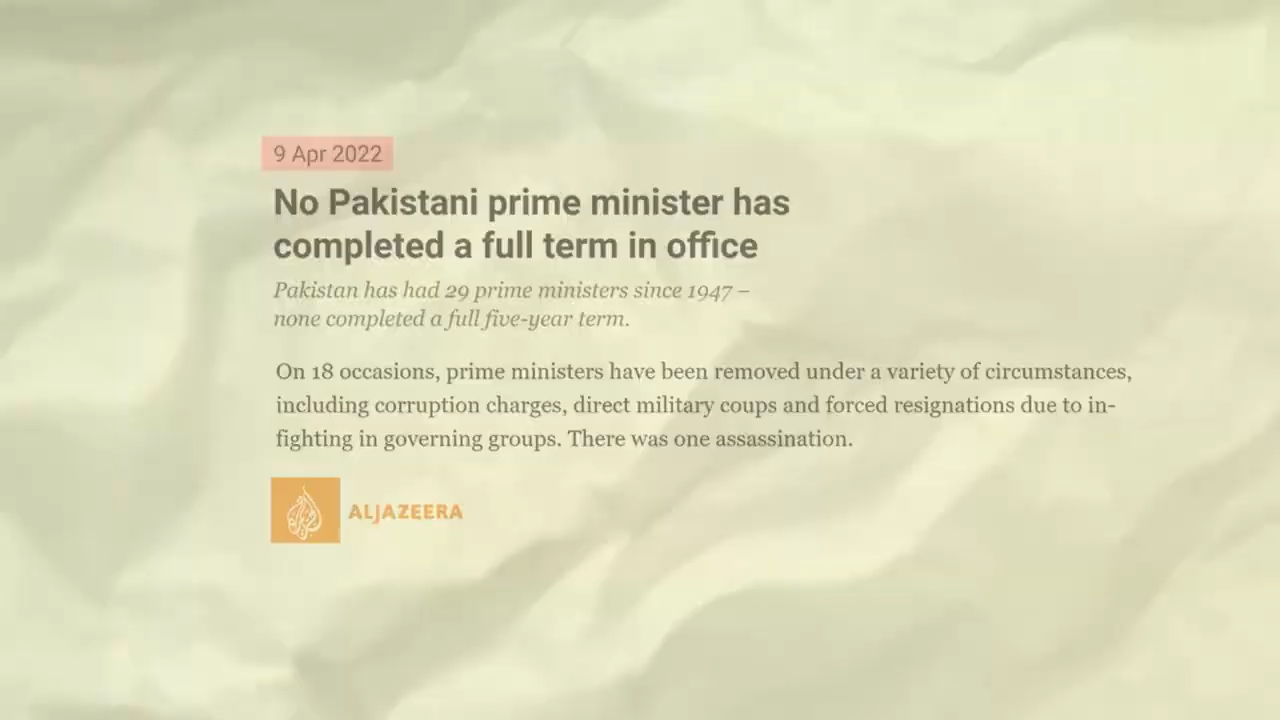 9 Apr 2022
No Pakistani prime minister has
completed a full term in office
Pakistan has had 29 prime ministers since 1947 –
none completed a full five-year term.
On 18 occasions, prime ministers have been removed under a variety of circumstances,
including corruption charges, direct military coups and forced resignations due to in-
fighting in governing groups. There was one assassination.
ALJAZEERA